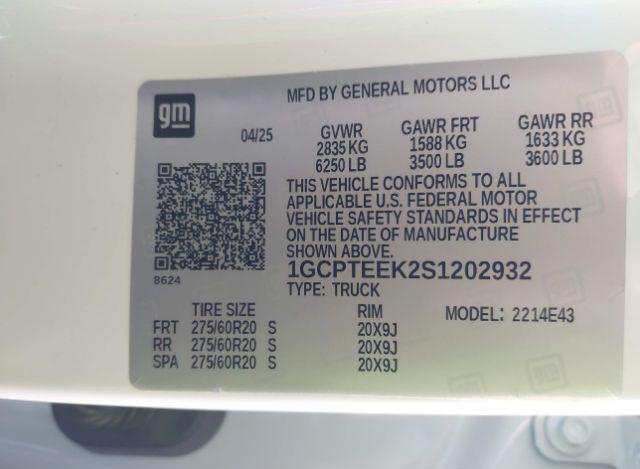 gm
MFD BY GENERAL MOTORS LLC
04/25
GVWR GAWR FRT GAWR RR
2835 KG 1588 KG 1633 KG
6250 LB 3500 LB 3600 LB
THIS VEHICLE CONFORMS TO ALL
APPLICABLE U.S. FEDERAL MOTOR
VEHICLE SAFETY STANDARDS IN EFFECT
ON THE DATE OF MANUFACTURE
SHOWN ABOVE.
8624
1GCPTEEK2S1202932
TYPE: TRUCK
TIRE SIZE RIM MODEL: 2214E43
FRT 275/60R20 S 20X9J
RR 275/60R20 S 20X9J
SPA 275/60R20 S 20X9J
gm